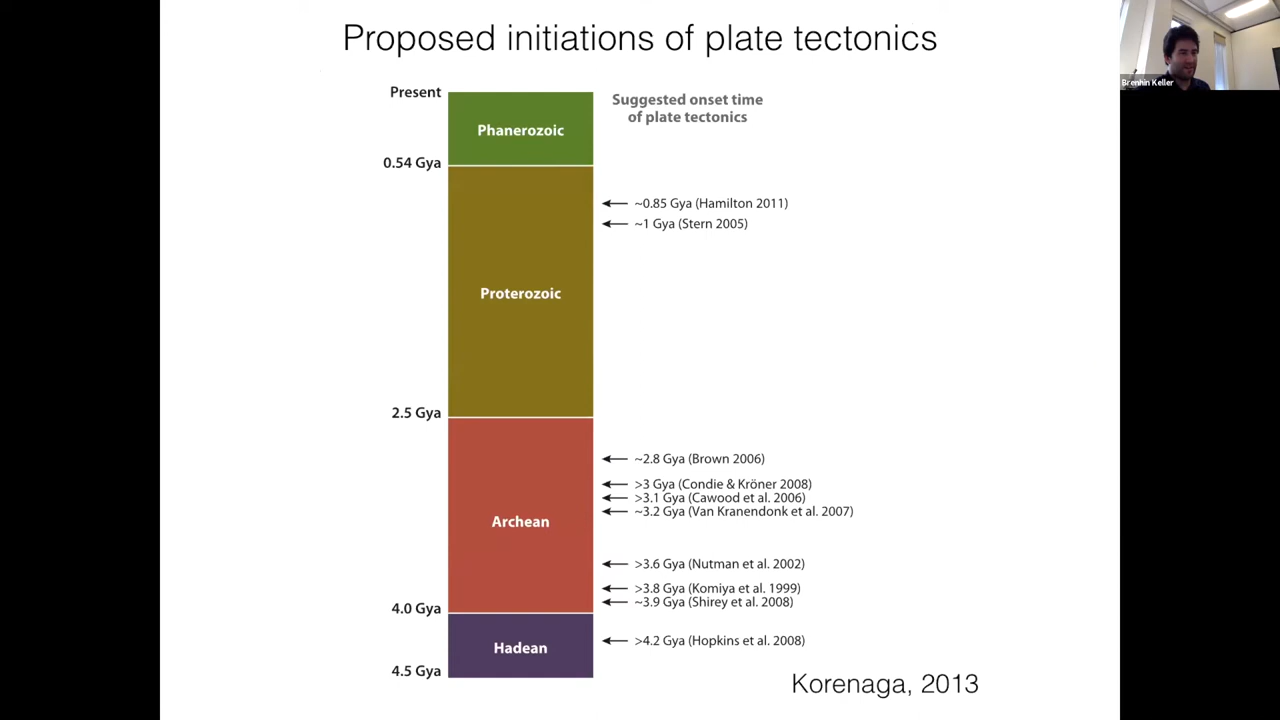 Proposed initiations of plate tectonics
Brenhin Keller
Present
Suggested onset time
of plate tectonics
Phanerozoic
0.54 Gya
~0.85 Gya (Hamilton 2011)
~1 Gya (Stern 2005)
Proterozoic
2.5 Gya
~2.8 Gya (Brown 2006)
>3 Gya (Condie & Kröner 2008)
>3.1 Gya (Cawood et al. 2006)
~3.2 Gya (Van Kranendonk et al. 2007)
Archean
>3.6 Gya (Nutman et al. 2002)
>3.8 Gya (Komiya et al. 1999)
~3.9 Gya (Shirey et al. 2008)
4.0 Gya
>4.2 Gya (Hopkins et al. 2008)
Hadean
4.5 Gya
Korenaga, 2013